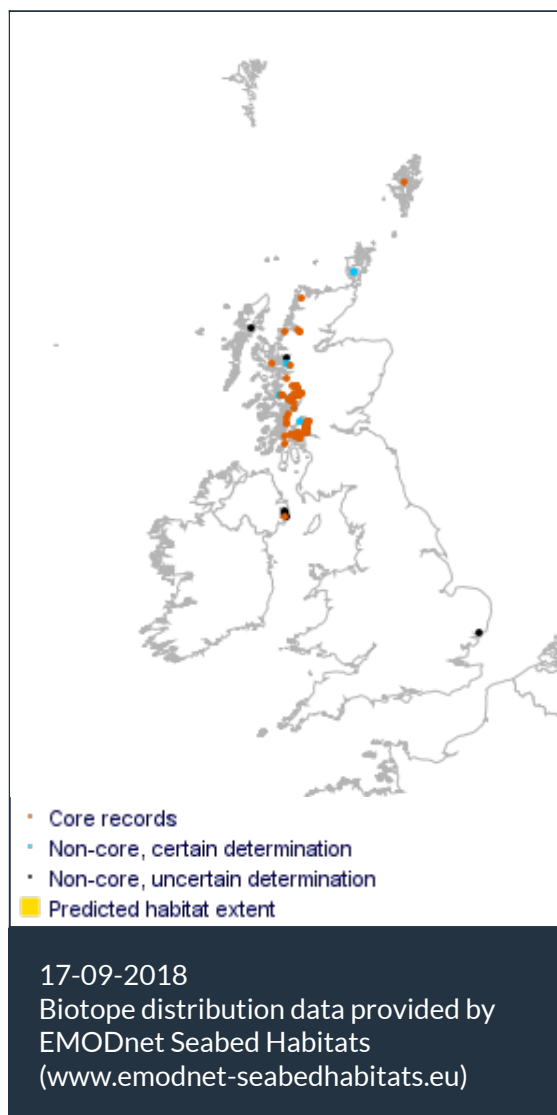 Core records
Non-core, certain determination
Non-core, uncertain determination
Predicted habitat extent
17-09-2018
Biotope distribution data provided by
EMODnet Seabed Habitats
(www.emodnet-seabedhabitats.eu)